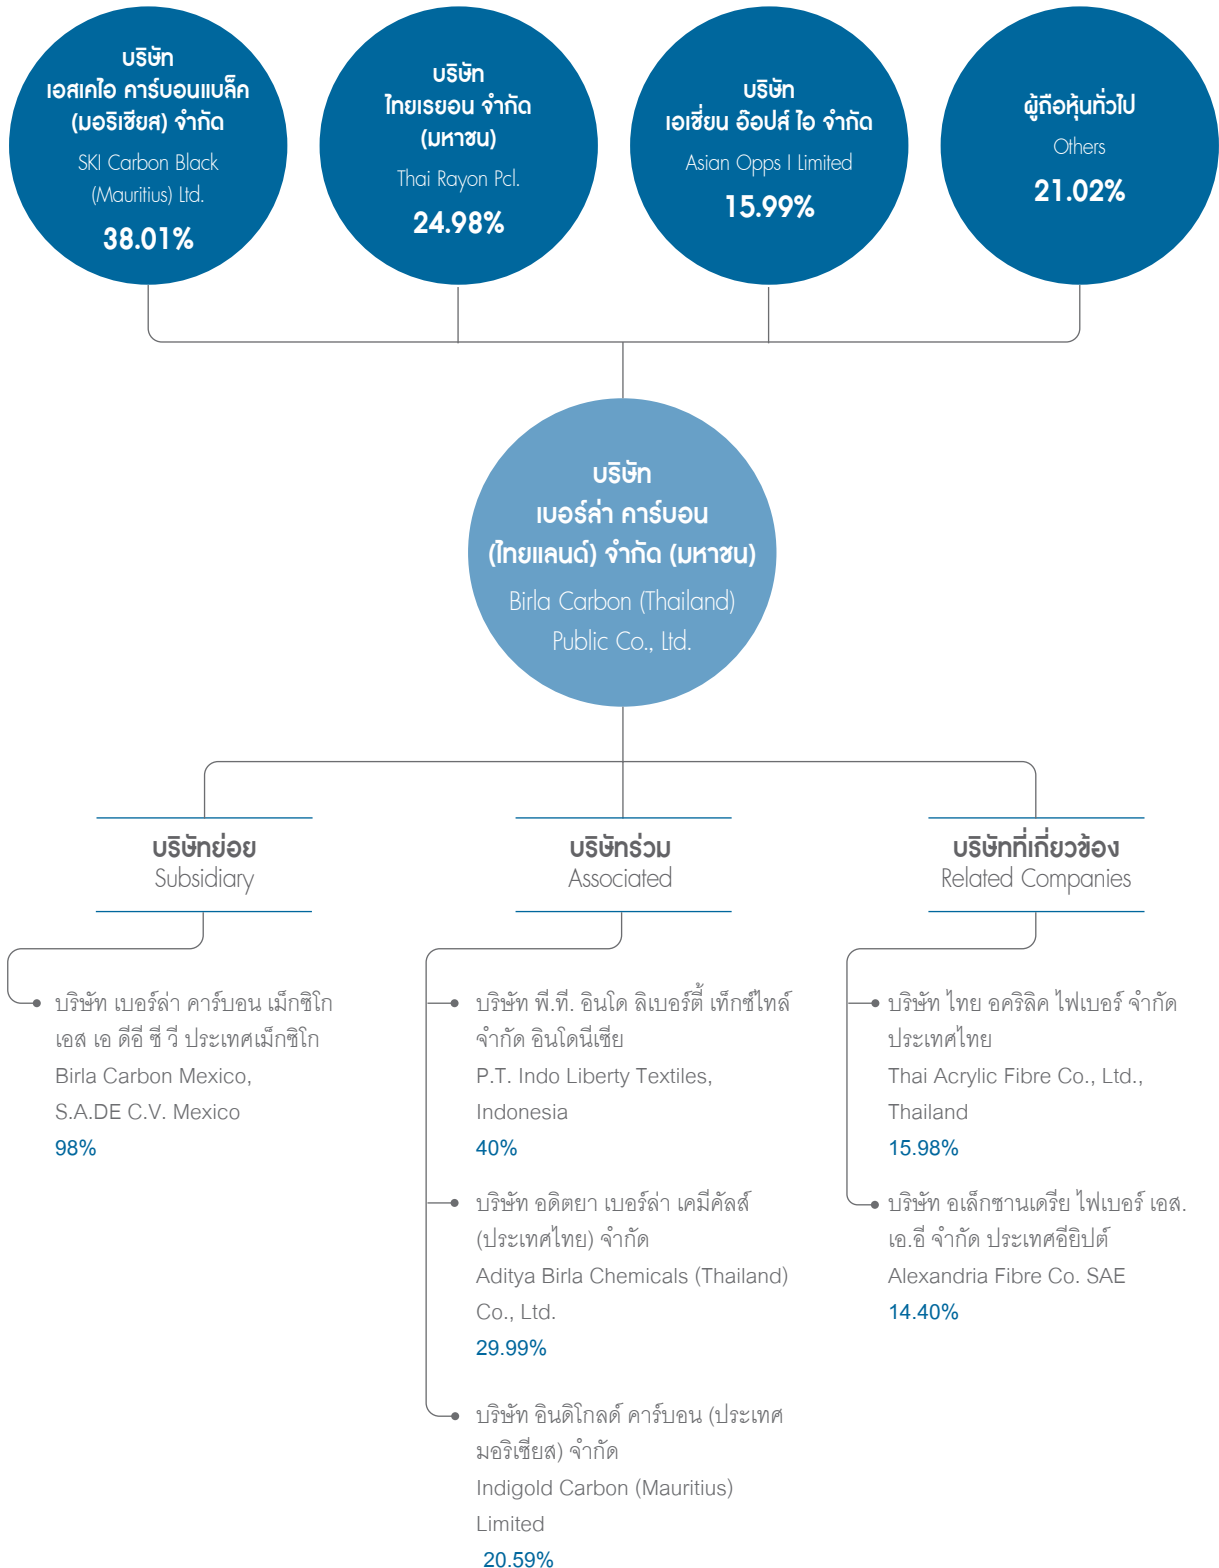 บริษัท
เอสเคไอ คาร์บอนแบล็ค
(มอริเชียส) จำกัด
SKI Carbon Black
(Mauritius) Ltd.
38.01%
บริษัท
ไทยเรยอน จำกัด
(มหาชน)
Thai Rayon Pcl.
24.98%
บริษัท
เอเชี่ยน อ๊อปส์ ไอ จำกัด
Asian Opps I Limited
15.99%
ผู้ถือหุ้นทั่วไป
Others
21.02%
บริษัท
เบอร์ล่า คาร์บอน
(ไทยแลนด์) จำกัด (มหาชน)
Birla Carbon (Thailand)
Public Co., Ltd.
บริษัทย่อย
Subsidiary
บริษัท เบอร์ล่า คาร์บอน เม็กซิโก
เอส เอ ดีอี ซี วี ประเทศเม็กซิโก
Birla Carbon Mexico,
S.A.DE C.V. Mexico
98%
บริษัทร่วม
Associated
บริษัท พี.ที. อินโด ลิเบอร์ตี้ เท็กซ์ไทล์
จำกัด อินโดนีเซีย
P.T. Indo Liberty Textiles,
Indonesia
40%
บริษัท อดิตยา เบอร์ล่า เคมีคัลส์
(ประเทศไทย) จำกัด
Aditya Birla Chemicals (Thailand)
Co., Ltd.
29.99%
บริษัท อินดิโกลด์ คาร์บอน (ประเทศ
มอริเซียส) จำกัด
Indigold Carbon (Mauritius)
Limited
20.59%
บริษัทที่เกี่ยวข้อง
Related Companies
บริษัท ไทย อคริลิค ไฟเบอร์ จำกัด
ประเทศไทย
Thai Acrylic Fibre Co., Ltd.,
Thailand
15.98%
บริษัท อเล็กซานเดรีย ไฟเบอร์ เอส.
เอ.อี จำกัด ประเทศอียิปต์
Alexandria Fibre Co. SAE
14.40%